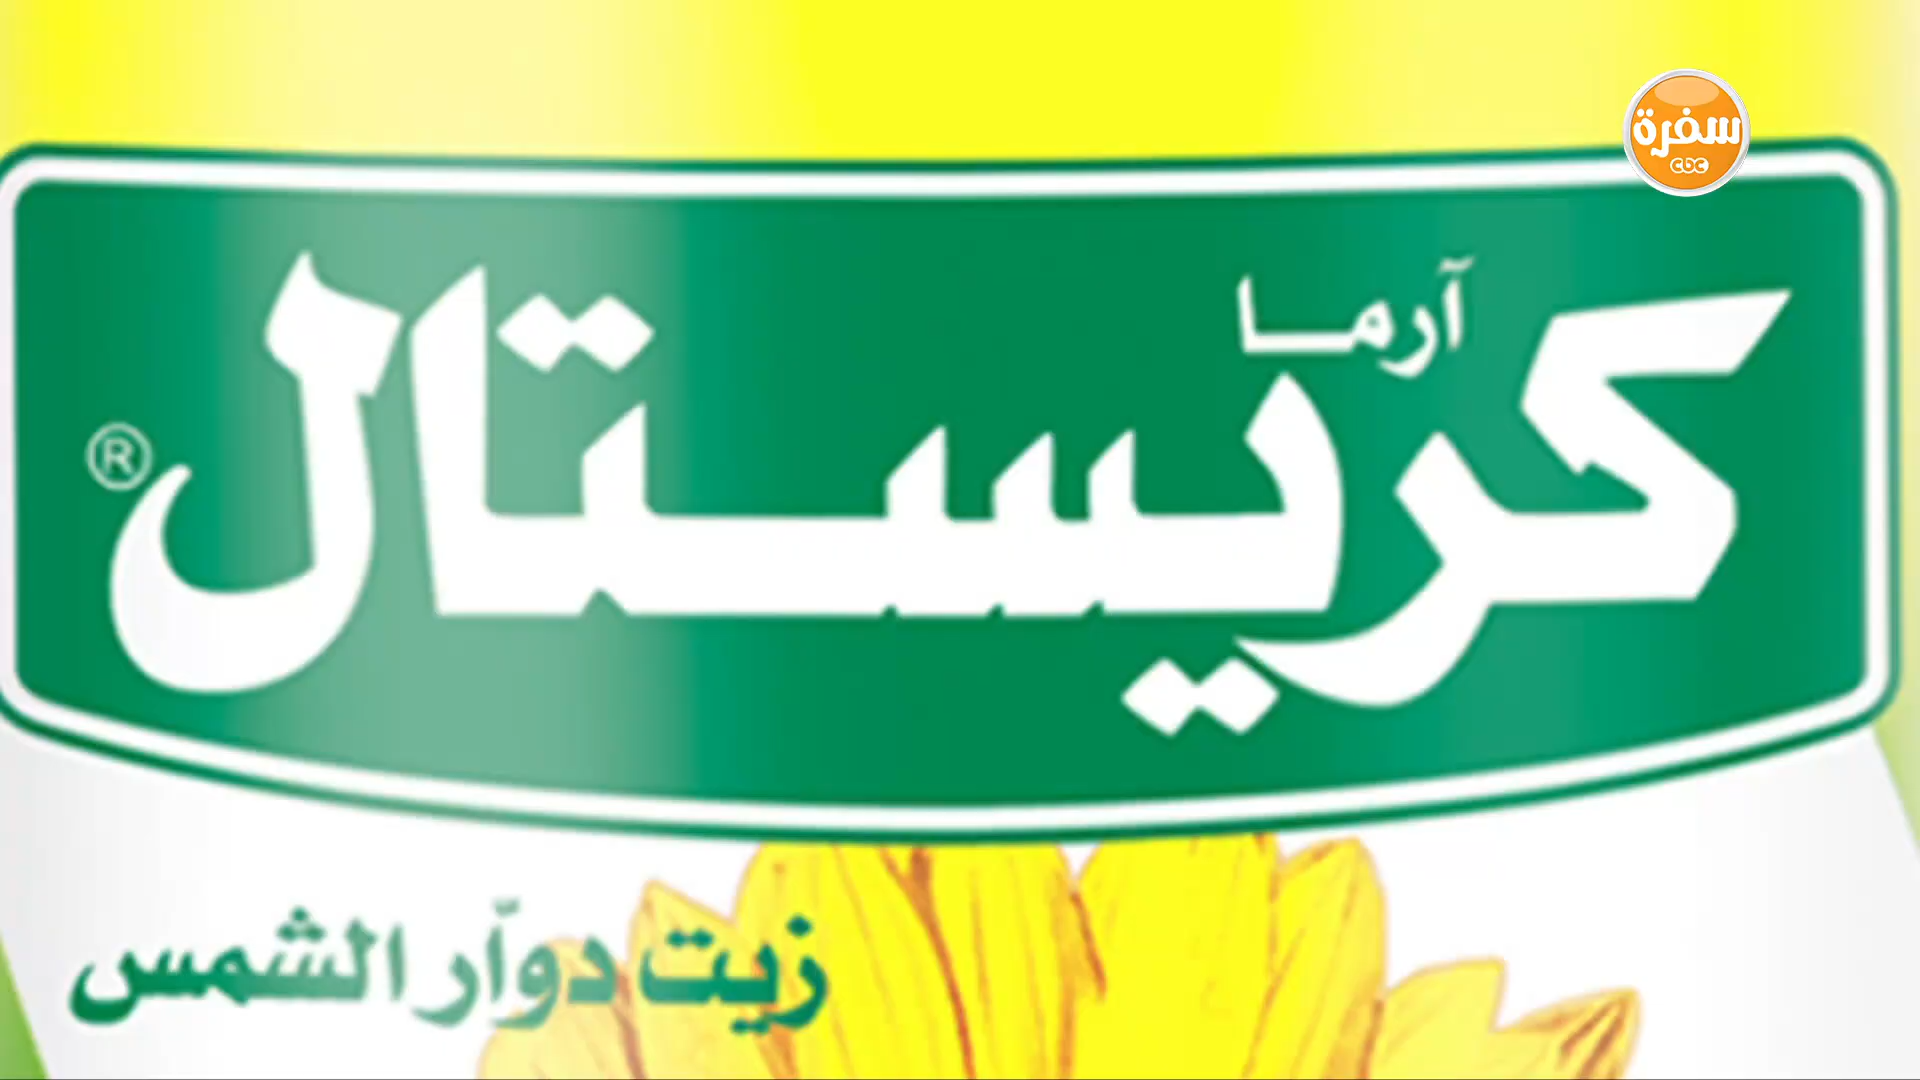 سفرة
cbc
آرما
كريستال
®
زيت دوّار الشمس